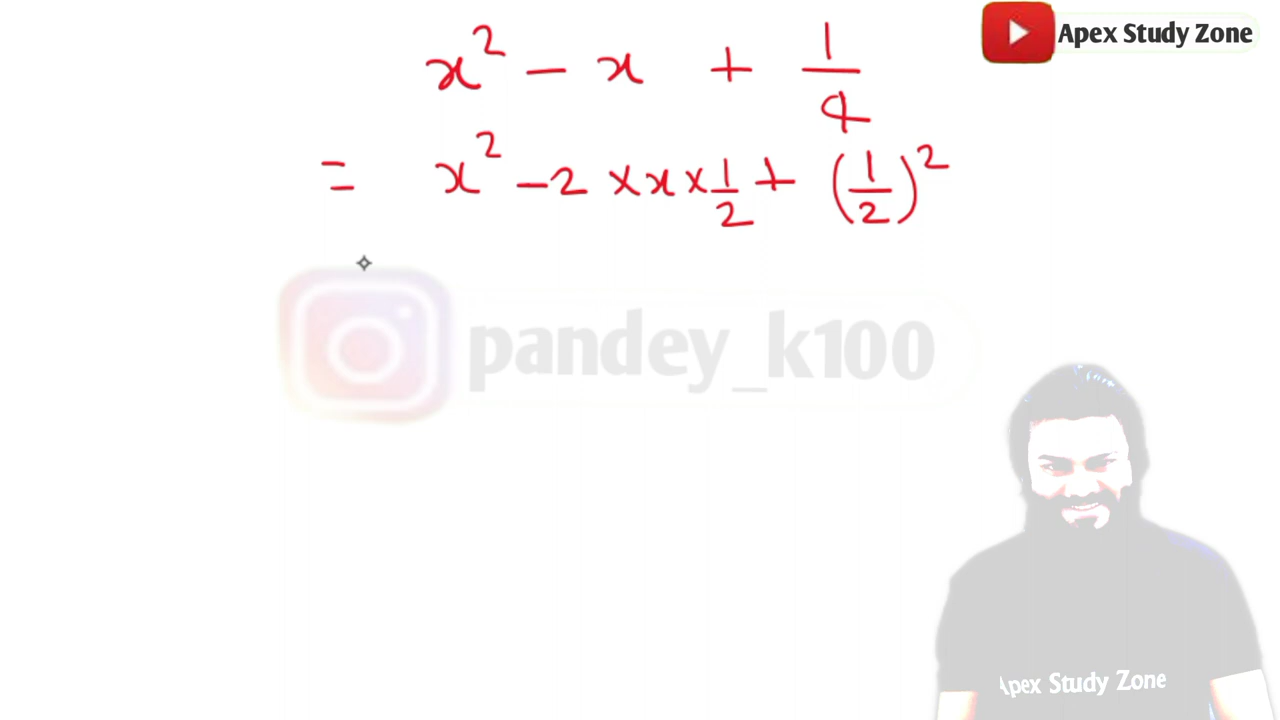 Apex Study Zone
x² - x + 1/4
= x² - 2 × x × 1/2 + (1/2)²
pandey_k100
Apex Study Zone